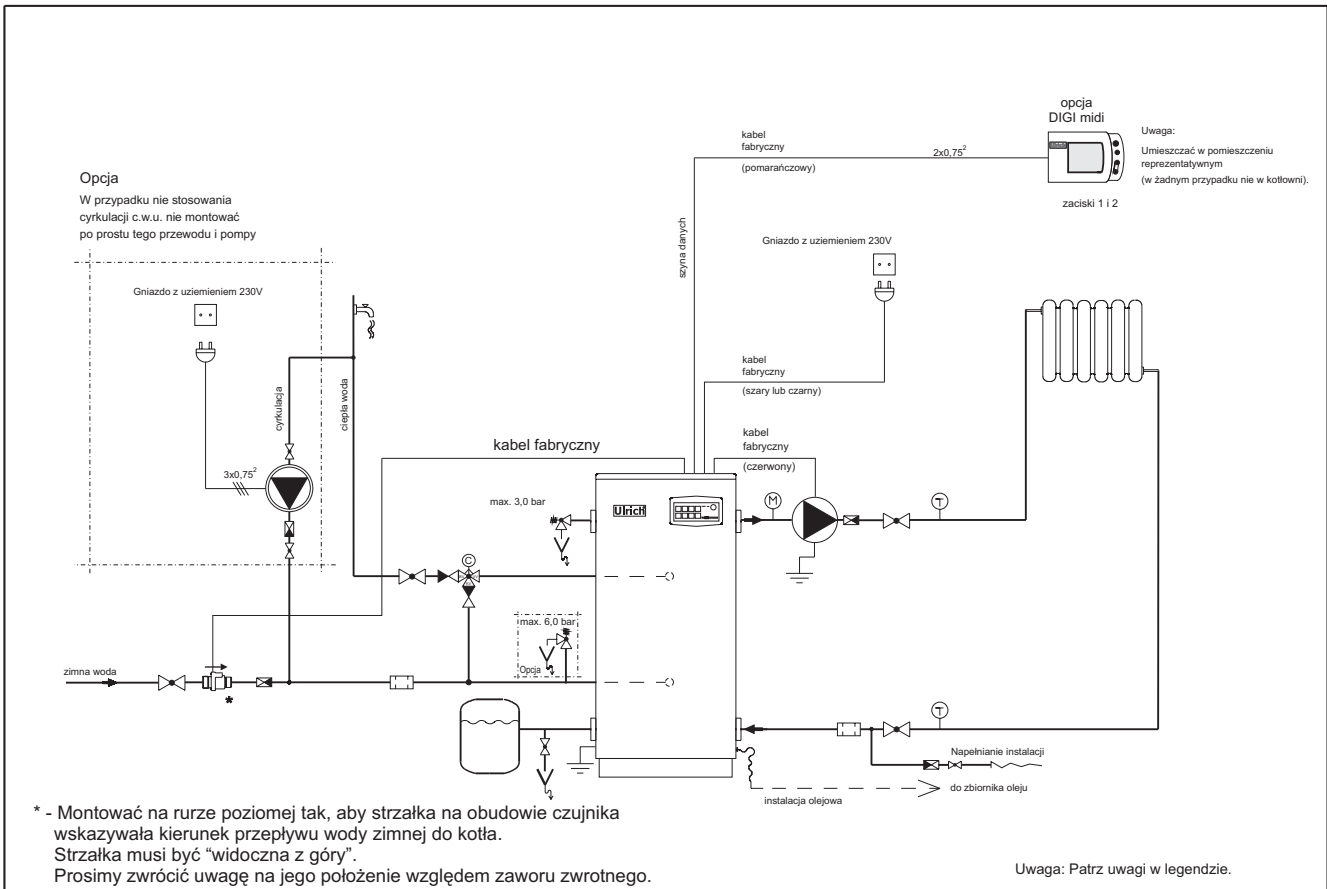 opcja
DIGI midi
Uwaga:
Umieszczać w pomieszczeniu
reprezentatywnym
(w żadnym przypadku nie w kotłowni).
zaciski 1 i 2
kabel
fabryczny
(pomarańczowy)
2x0,75²
szyna danych
Opcja
W przypadku nie stosowania
cyrkulacji c.w.u. nie montować
po prostu tego przewodu i pompy
Gniazdo z uziemieniem 230V
cyrkulacja
ciepła woda
3x0,75²
Gniazdo z uziemieniem 230V
kabel
fabryczny
(szary lub czarny)
kabel fabryczny
kabel
fabryczny
(czerwony)
max. 3,0 bar
Ulrich
M
T
C
max. 6,0 bar
Opcja
zimna woda
*
T
Napełnianie instalacji
do zbiornika oleju
instalacja olejowa
* - Montować na rurze poziomej tak, aby strzałka na obudowie czujnika
wskazywała kierunek przepływu wody zimnej do kotła.
Strzałka musi być “widoczna z góry”.
Prosimy zwrócić uwagę na jego położenie względem zaworu zwrotnego.
Uwaga: Patrz uwagi w legendzie.